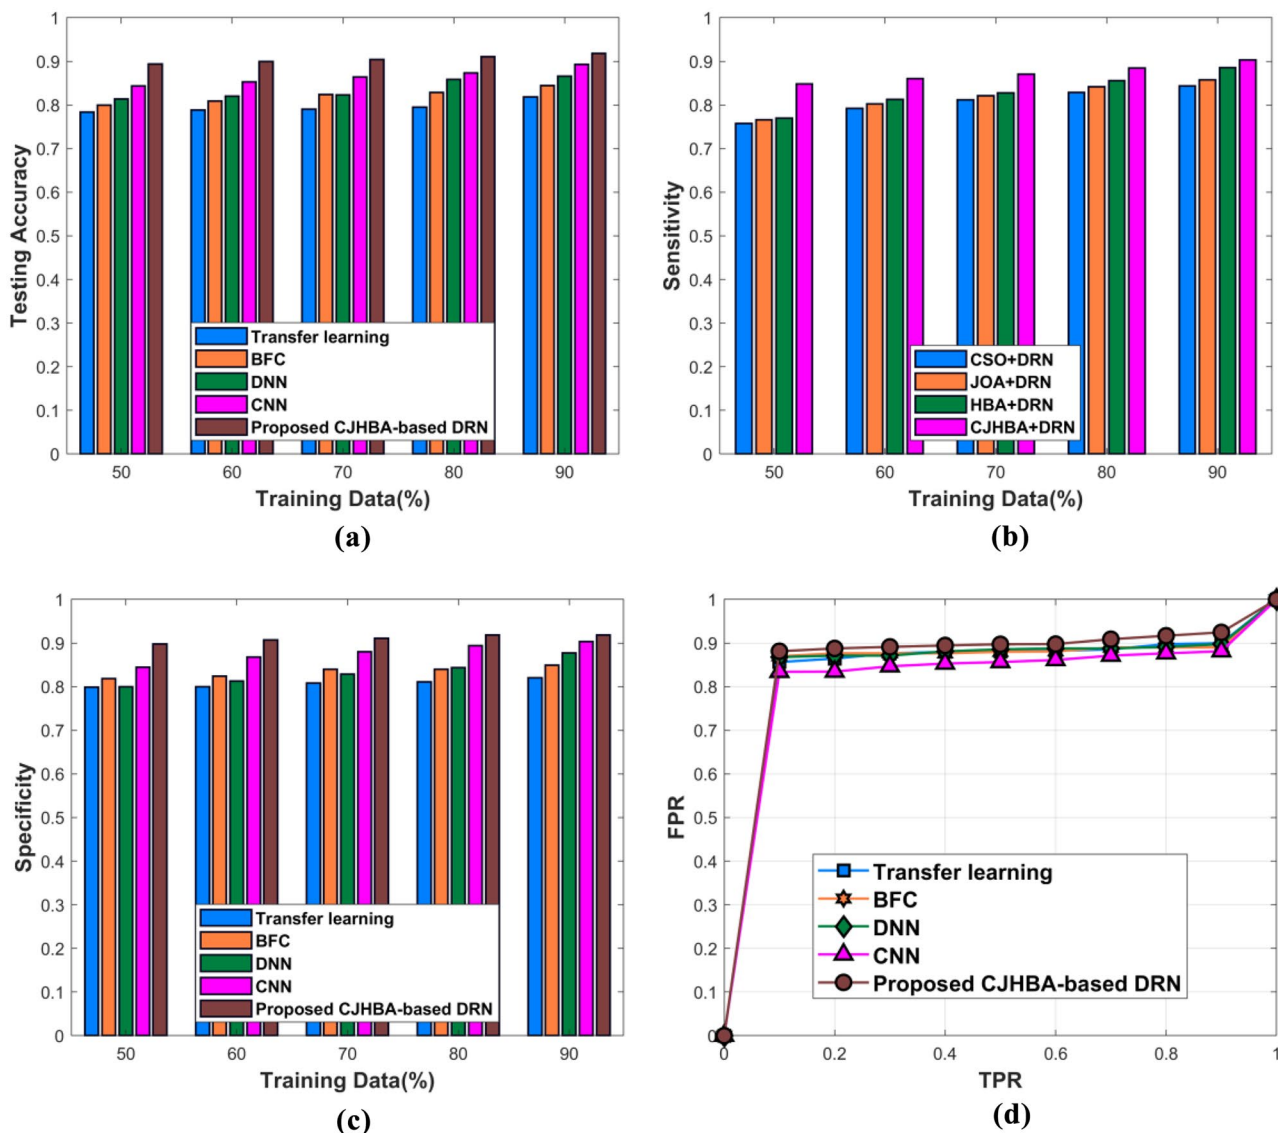 1
0.9
0.8
0.7
0.6
0.5
0.4
0.3
0.2
0.1
0
Testing Accuracy
Transfer learning
BFC
DNN
CNN
Proposed CJHBA-based DRN
50 60 70 80 90
Training Data(%)
(a)
1
0.9
0.8
0.7
0.6
0.5
0.4
0.3
0.2
0.1
0
Sensitivity
CSO+DRN
JOA+DRN
HBA+DRN
CJHBA+DRN
50 60 70 80 90
Training Data(%)
(b)
1
0.9
0.8
0.7
0.6
0.5
0.4
0.3
0.2
0.1
0
Specificity
Transfer learning
BFC
DNN
CNN
Proposed CJHBA-based DRN
50 60 70 80 90
Training Data(%)
(c)
1
0.9
0.8
0.7
0.6
0.5
0.4
0.3
0.2
0.1
0
FPR
Transfer learning
BFC
DNN
CNN
Proposed CJHBA-based DRN
0 0.2 0.4 0.6 0.8 1
TPR
(d)